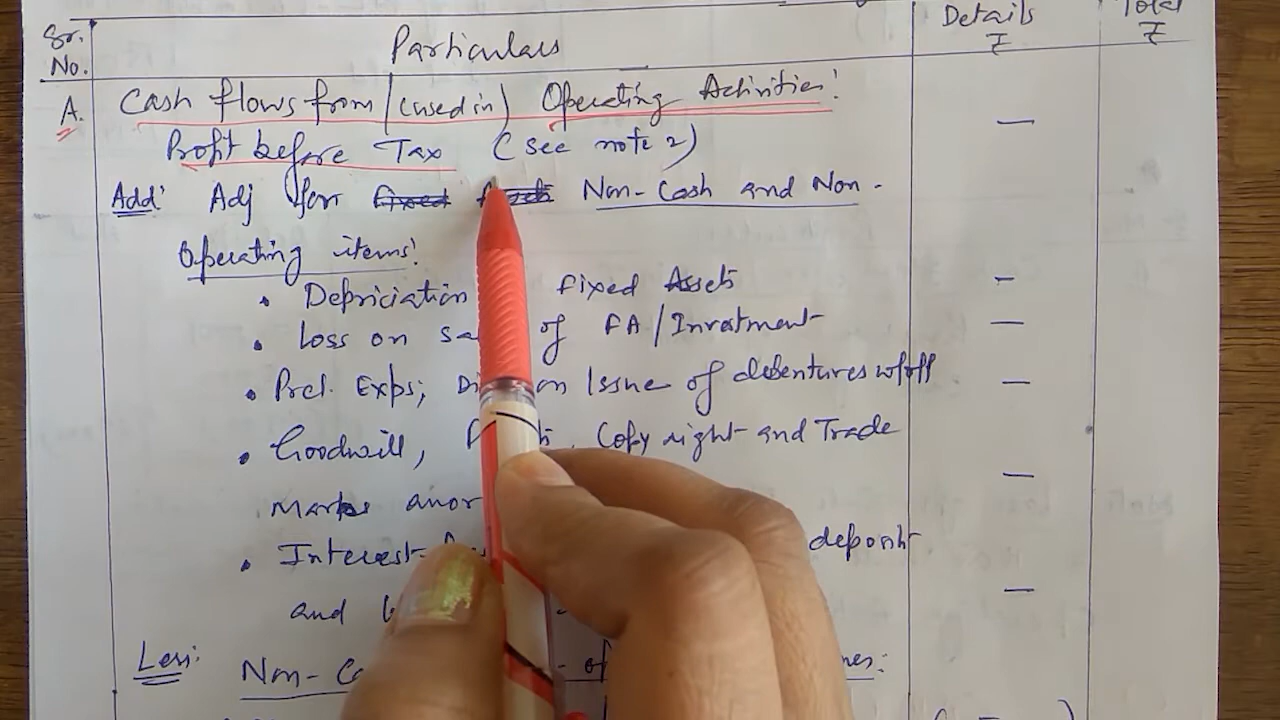 Sr. No. Particulars Details ₹ Total ₹
A. Cash flows from/(used in) Operating Activities:
Profit before Tax (See note 2) —
Add: Adj for Non-Cash and Non-
Operating items:
• Depriciation fixed Assets —
• Loss on of FA/Investment —
• Prel. Exps; on Issue of debentures w/off —
• Goodwill, Copy right and Trade
Marks —
• Interest deposit
and —
Less: Non-